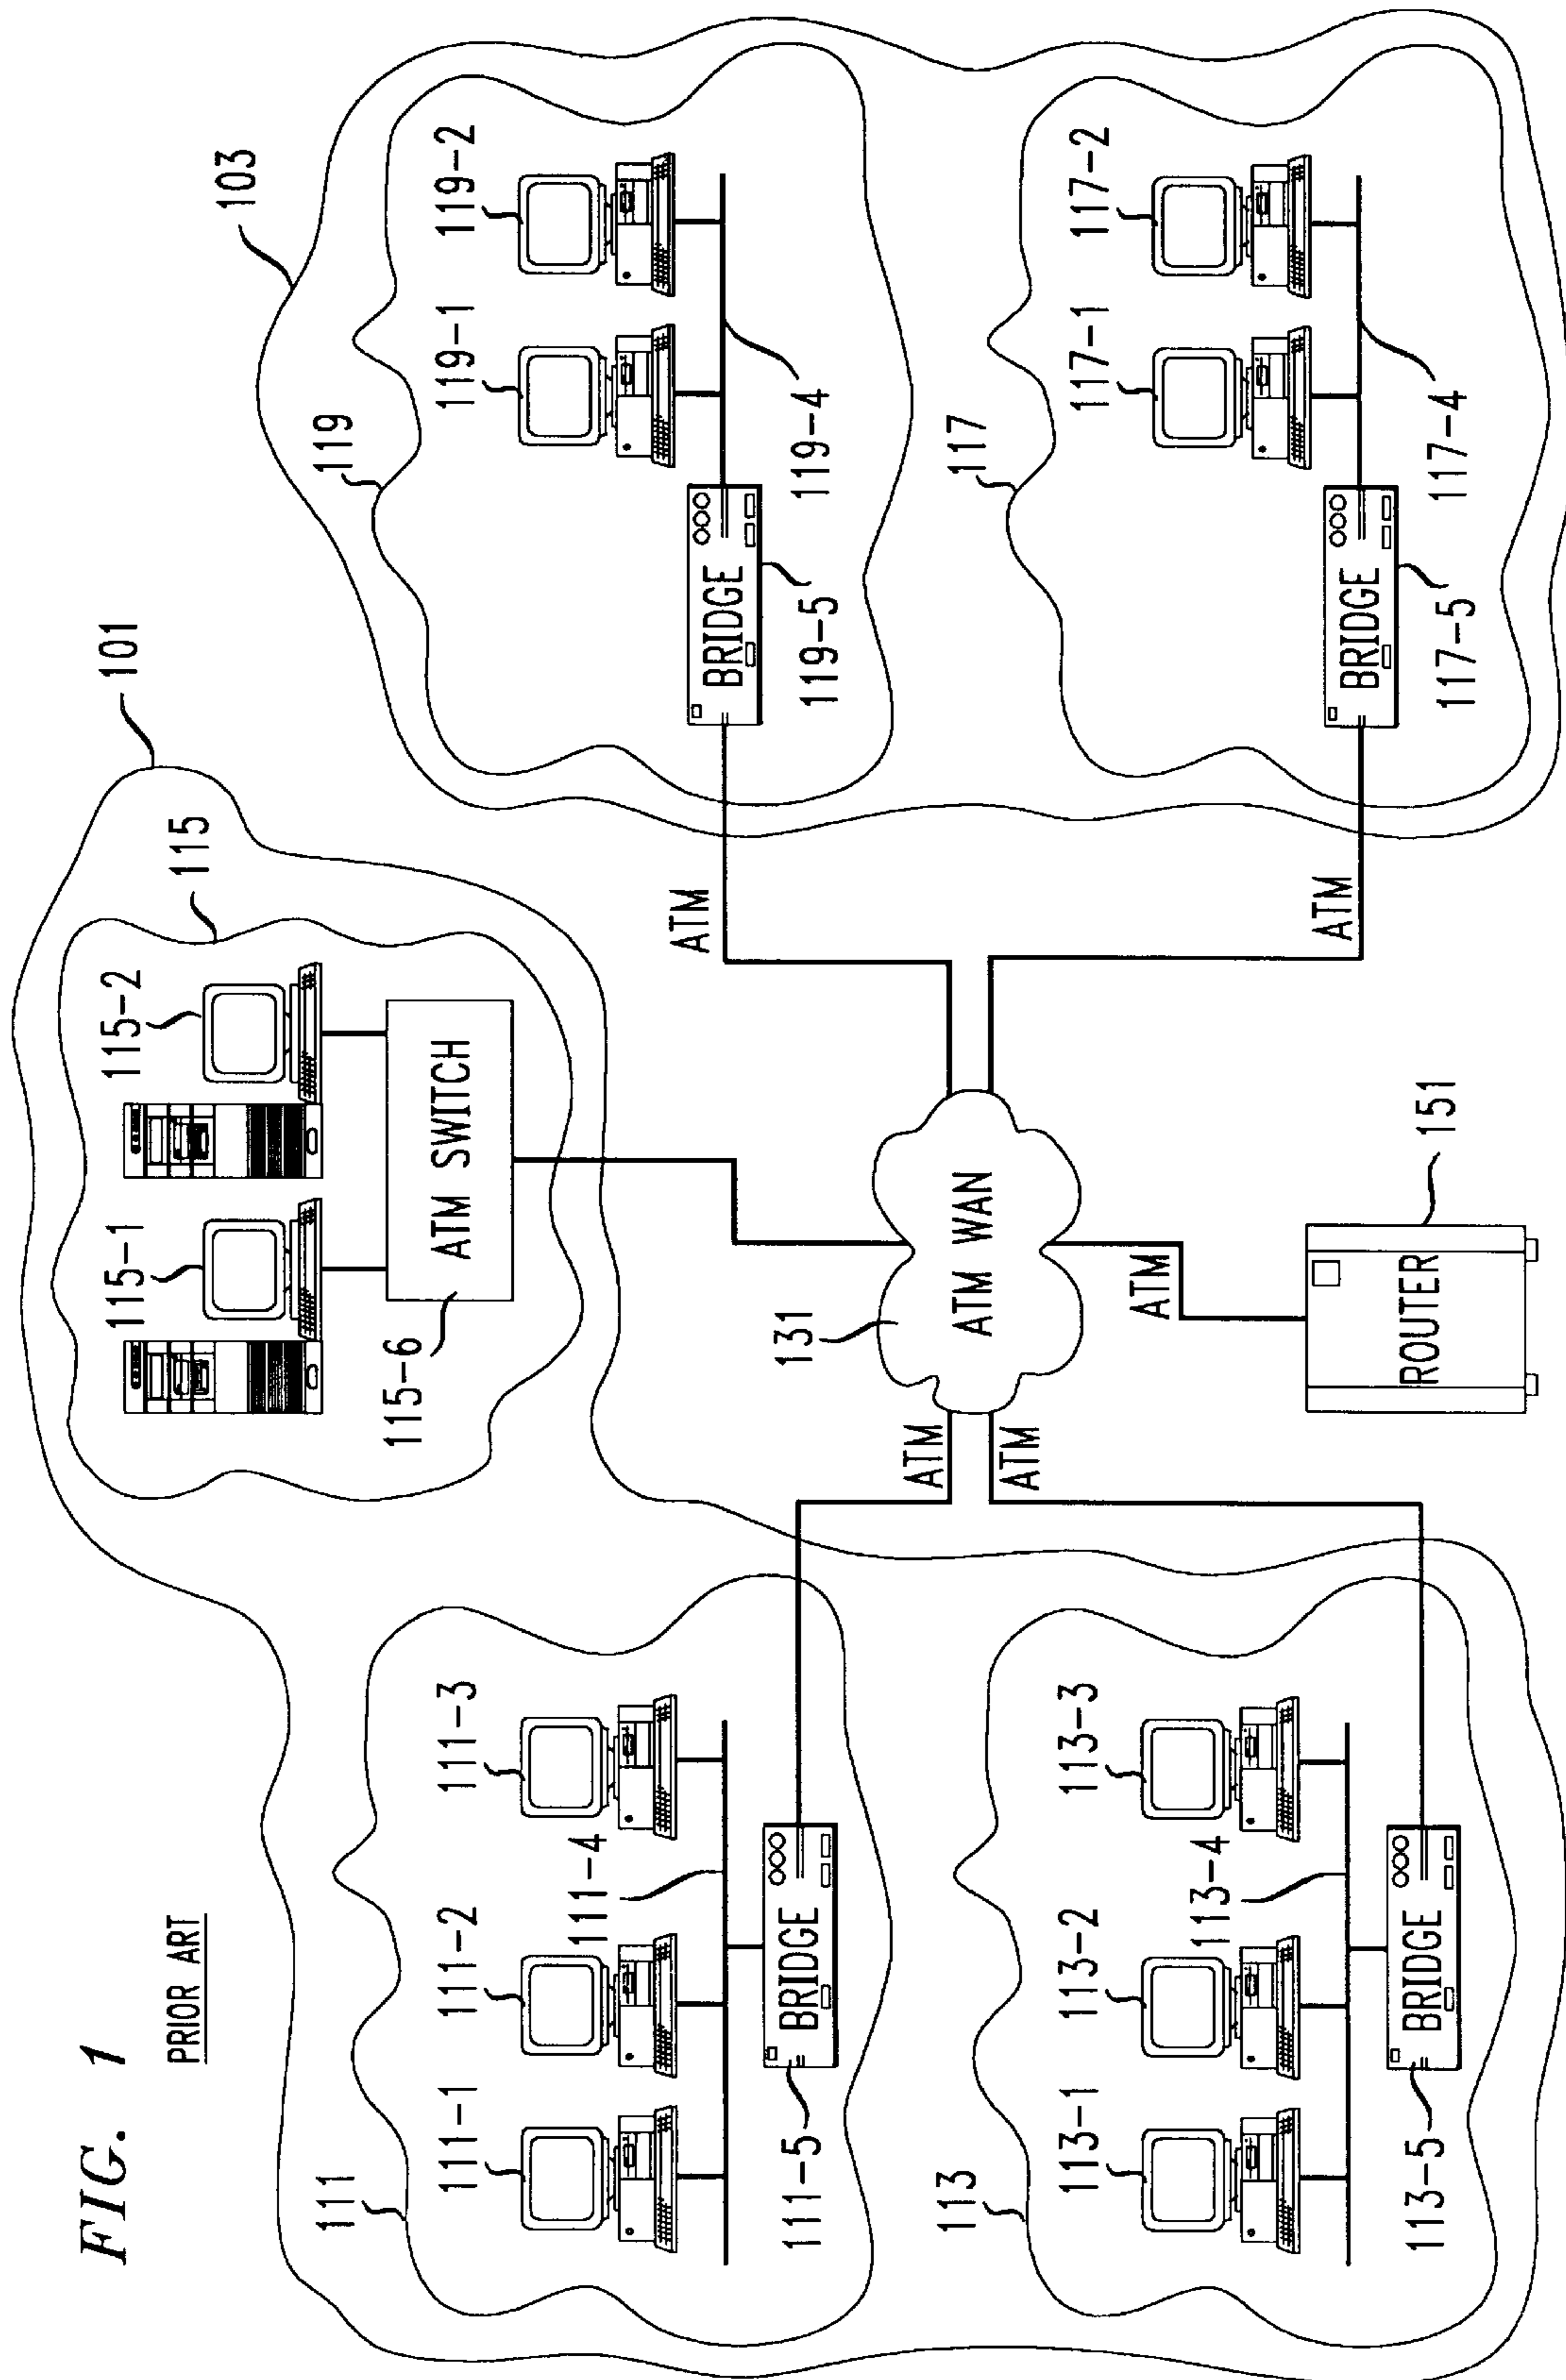 FIG. 1
PRIOR ART
101
103
115
115-1
115-2
115-6
ATM SWITCH
111
111-1
111-2
111-3
111-4
111-5
BRIDGE
113
113-1
113-2
113-3
113-4
113-5
BRIDGE
ATM
ATM
131
ATM WAN
ATM
ROUTER
151
ATM
ATM
119
119-1
119-2
119-4
119-5
BRIDGE
117
117-1
117-2
117-4
117-5
BRIDGE